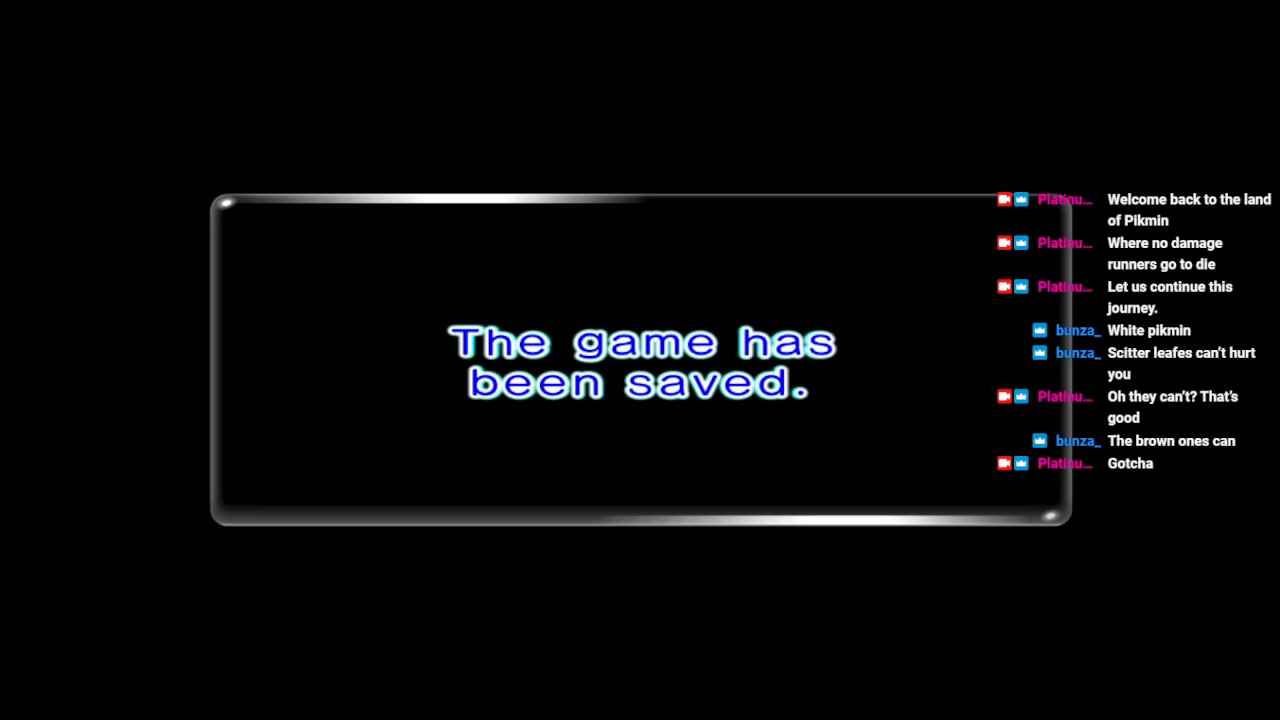 The game has
been saved.
Platinu... Welcome back to the land
of Pikmin
Platinu... Where no damage
runners go to die
Platinu... Let us continue this
journey.
bunza_ White pikmin
bunza_ Scitter leafes can't hurt
you
Platinu... Oh they can't? That's
good
bunza_ The brown ones can
Platinu... Gotcha